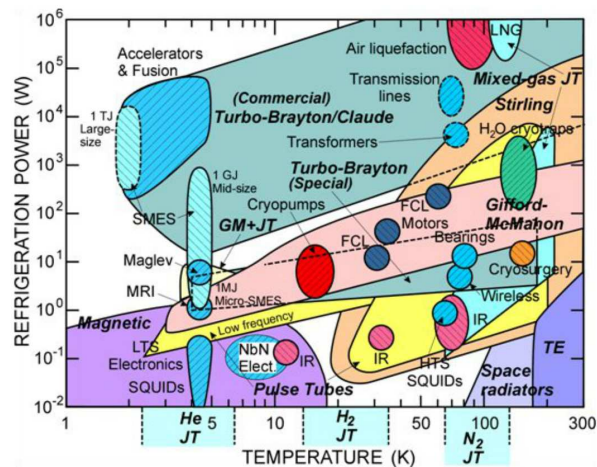 REFRIGERATION POWER (W)
10⁶
10⁵
10⁴
10³
10²
10¹
10⁰
10⁻¹
10⁻²
Accelerators
& Fusion
Air liquefaction
LNG
Mixed-gas JT
Transmission
lines
Stirling
(Commercial)
Turbo-Brayton/Claude
1 TJ
Large-
size
Transformers
H₂O cryotraps
Turbo-Brayton
(Special)
1 GJ
Mid-size
SMES
GM+JT
Cryopumps
FCL
Motors
Gifford-
McMahon
FCL
Bearings
Maglev
Cryosurgery
MRI
1MJ
Micro-SMES
Wireless
Magnetic
Low frequency
IR
LTS
Electronics
NbN
Elect.
IR
IR
TE
SQUIDs
Pulse Tubes
HTS
SQUIDs
Space
radiators
1
2
5
10
20
50
100
300
He
JT
H₂
JT
N₂
JT
TEMPERATURE (K)